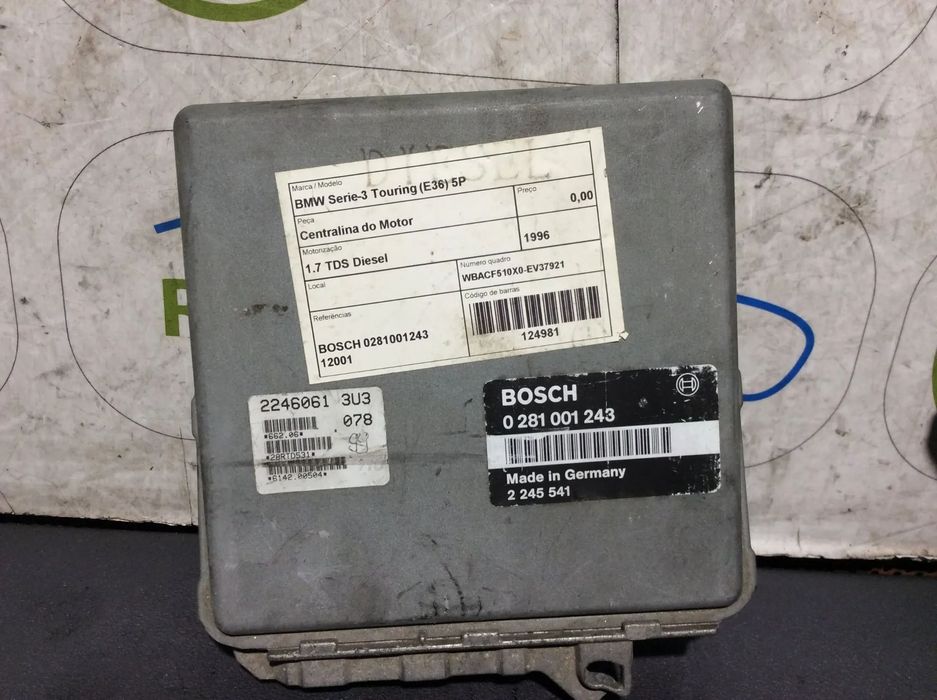 DIESEL
Marca / Modelo
BMW Serie-3 Touring (E36) 5P
Peça
Preço
Centralina do Motor
0,00
Motorização
1.7 TDS Diesel
1996
Local
Número quadro
WBACF510X0-EV37921
Referências
Código de barras
BOSCH 0281001243
12001
124981
2246061 3U3
078
*662.06*
*28RTD531*
*6142.00504*
BOSCH
0 281 001 243
Made in Germany
2 245 541
R